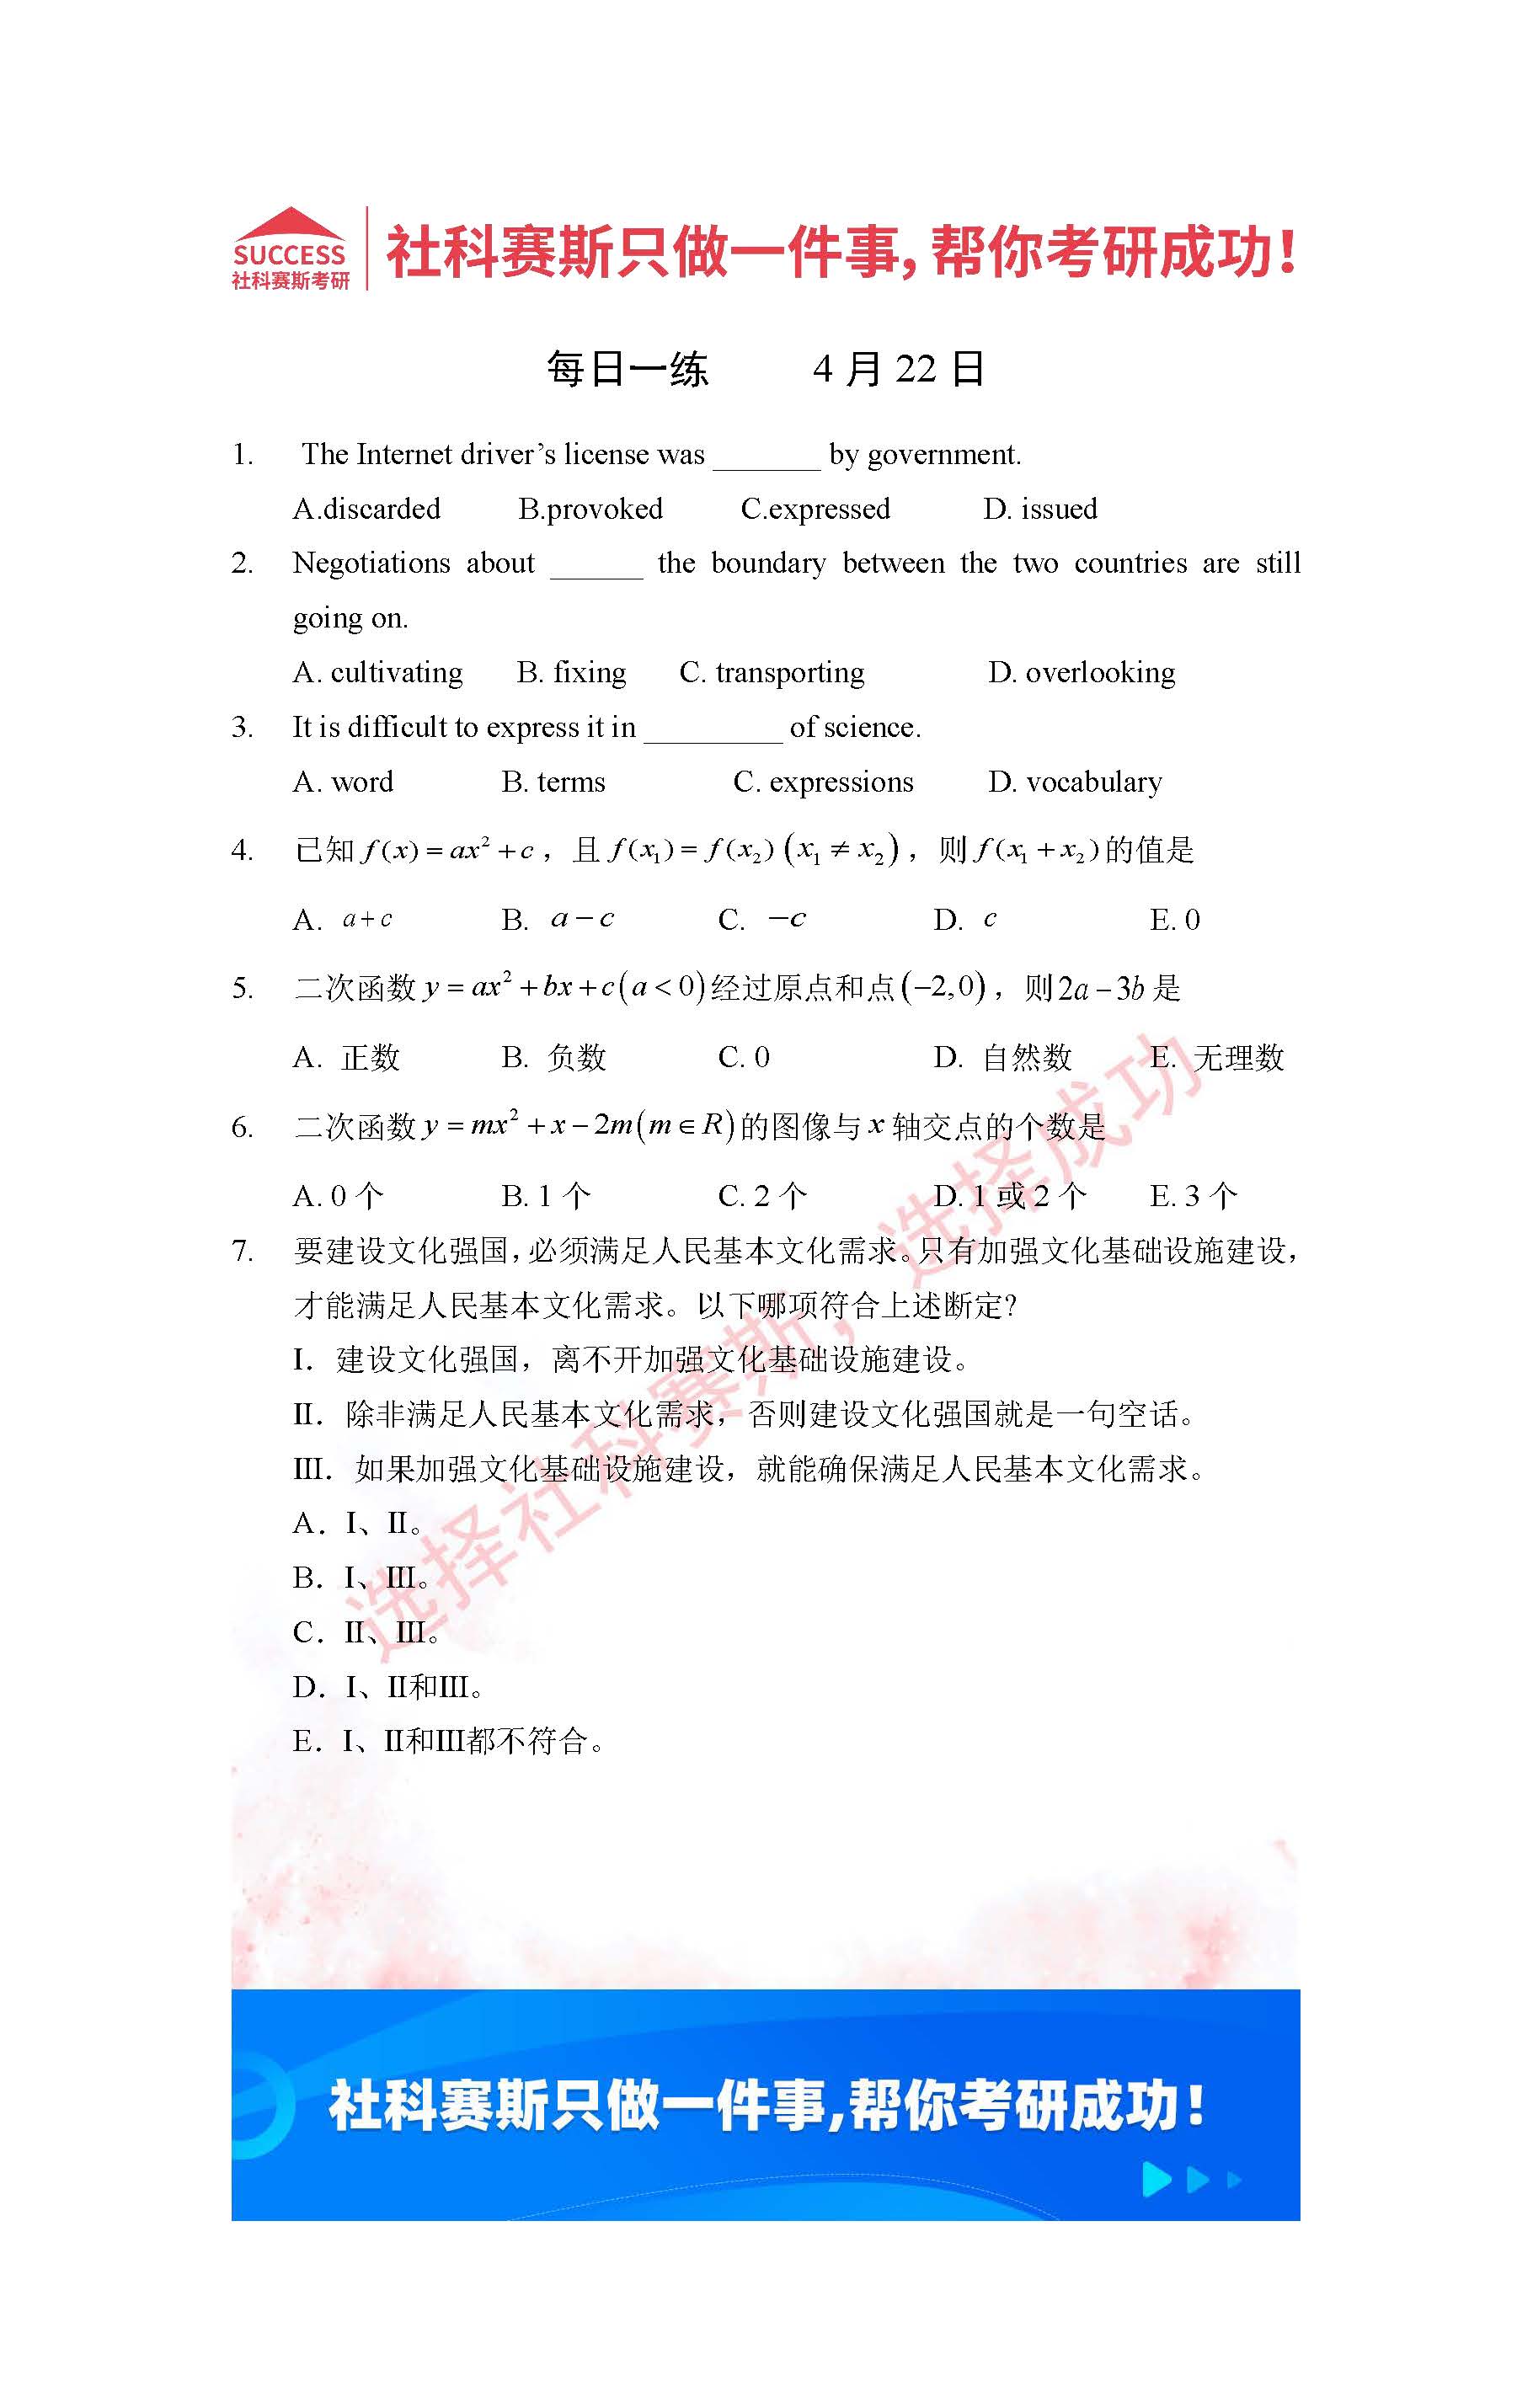 SUCCESS
社科赛斯考研
社科赛斯只做一件事，帮你考研成功！
每日一练 4月22日
1. The Internet driver's license was _______ by government.
A.discarded B.provoked C.expressed D. issued
2. Negotiations about ______ the boundary between the two countries are still
going on.
A. cultivating B. fixing C. transporting D. overlooking
3. It is difficult to express it in _________ of science.
A. word B. terms C. expressions D. vocabulary
4. 已知 f(x) = ax² + c，且 f(x₁) = f(x₂) (x₁ ≠ x₂)，则 f(x₁ + x₂) 的值是
A. a+c B. a−c C. −c D. c E. 0
5. 二次函数 y = ax² + bx + c(a < 0) 经过原点和点 (−2,0)，则 2a − 3b 是
A. 正数 B. 负数 C. 0 D. 自然数 E. 无理数
6. 二次函数 y = mx² + x − 2m(m ∈ R) 的图像与 x 轴交点的个数是
A. 0 个 B. 1 个 C. 2 个 D. 1 或 2 个 E. 3 个
7. 要建设文化强国，必须满足人民基本文化需求。只有加强文化基础设施建设，
才能满足人民基本文化需求。以下哪项符合上述断定?
Ⅰ．建设文化强国，离不开加强文化基础设施建设。
Ⅱ．除非满足人民基本文化需求，否则建设文化强国就是一句空话。
Ⅲ．如果加强文化基础设施建设，就能确保满足人民基本文化需求。
A．Ⅰ、Ⅱ。
B．Ⅰ、Ⅲ。
C．Ⅱ、Ⅲ。
D．Ⅰ、Ⅱ和Ⅲ。
E．Ⅰ、Ⅱ和Ⅲ都不符合。
选择社科赛斯，选择成功
社科赛斯只做一件事,帮你考研成功！